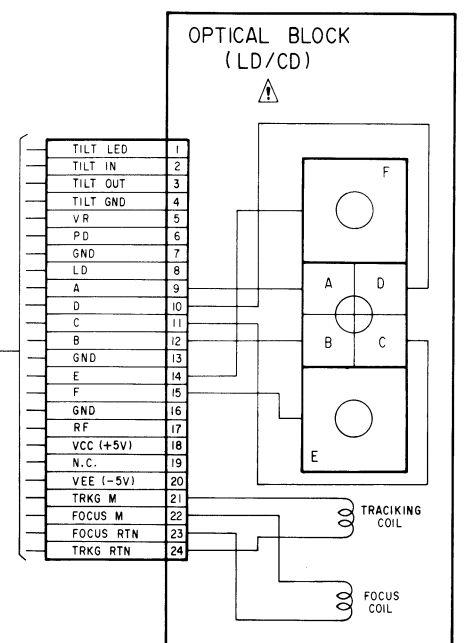 OPTICAL BLOCK
(LD/CD)
TILT LED 1
TILT IN 2
TILT OUT 3
TILT GND 4
VR 5
PD 6
GND 7
LD 8
A 9
D 10
C 11
B 12
GND 13
E 14
F 15
GND 16
RF 17
VCC (+5V) 18
N.C. 19
VEE (-5V) 20
TRKG M 21
FOCUS M 22
FOCUS RTN 23
TRKG RTN 24
F
A D
B C
E
TRACIKING
COIL
FOCUS
COIL